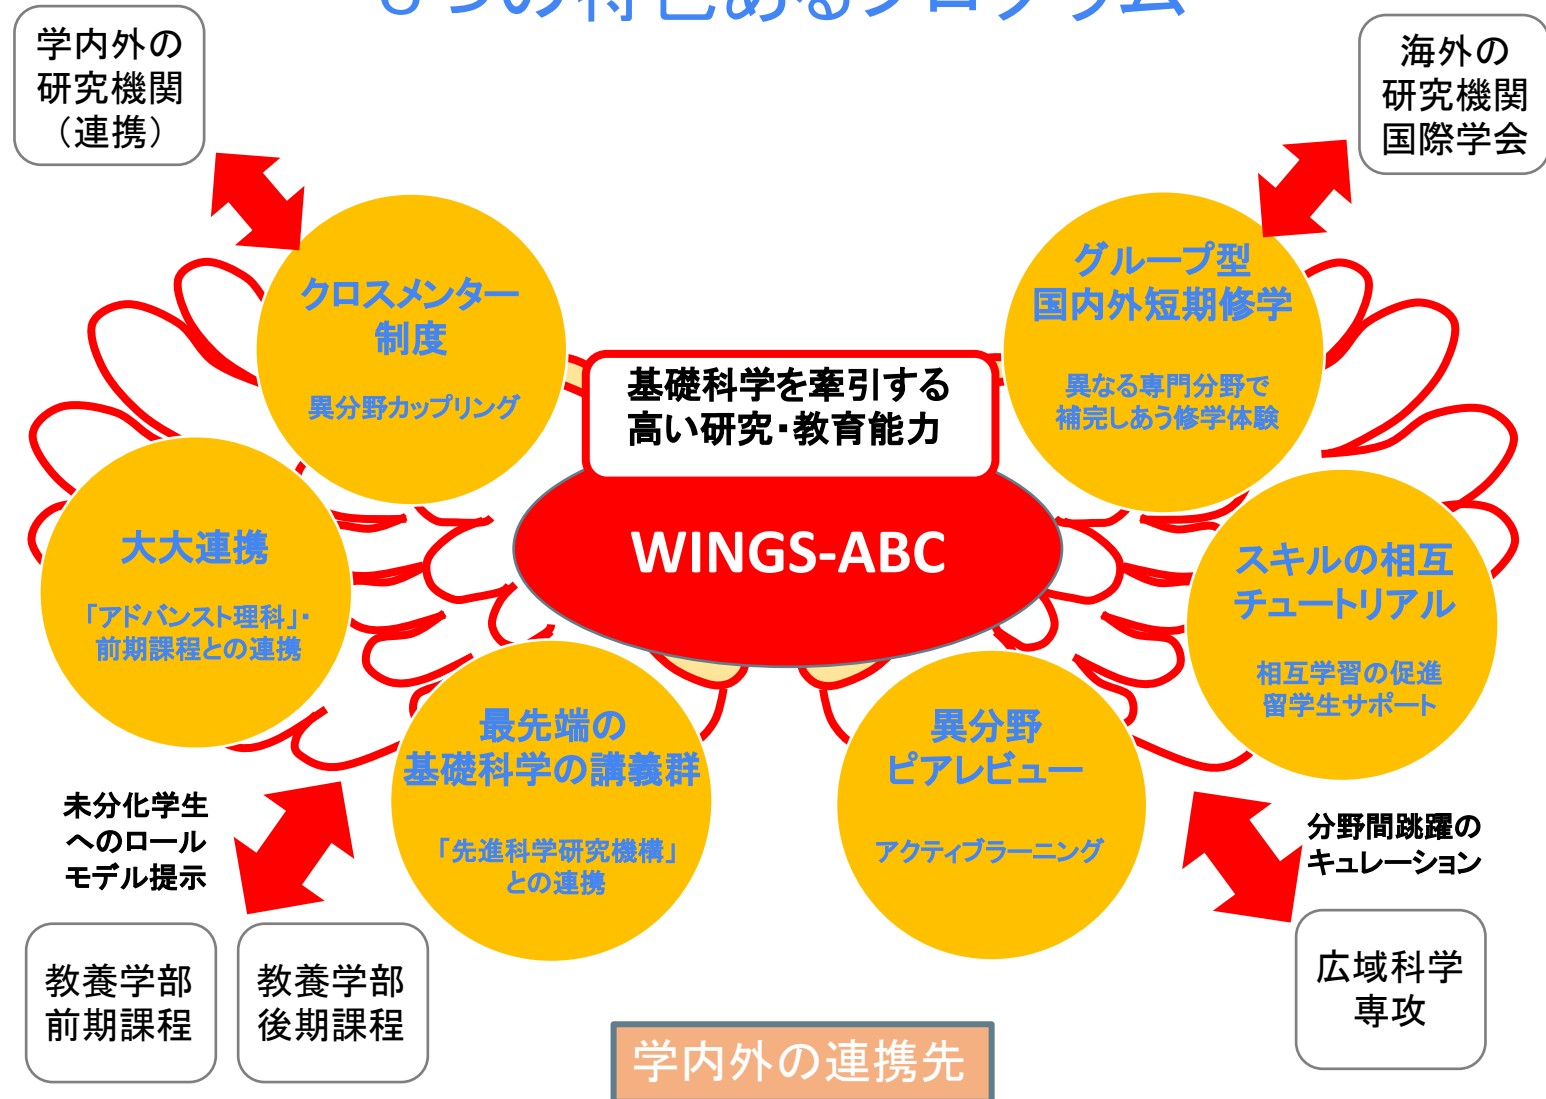 ６つの特色あるプログラム
学内外の
研究機関
（連携）
海外の
研究機関
国際学会
クロスメンター
制度
異分野カップリング
グループ型
国内外短期修学
異なる専門分野で
補完しあう修学体験
基礎科学を牽引する
高い研究・教育能力
WINGS-ABC
大大連携
「アドバンスト理科」・
前期課程との連携
スキルの相互
チュートリアル
相互学習の促進
留学生サポート
最先端の
基礎科学の講義群
「先進科学研究機構」
との連携
異分野
ピアレビュー
アクティブラーニング
未分化学生
へのロール
モデル提示
分野間跳躍の
キュレーション
教養学部
前期課程
教養学部
後期課程
広域科学
専攻
学内外の連携先